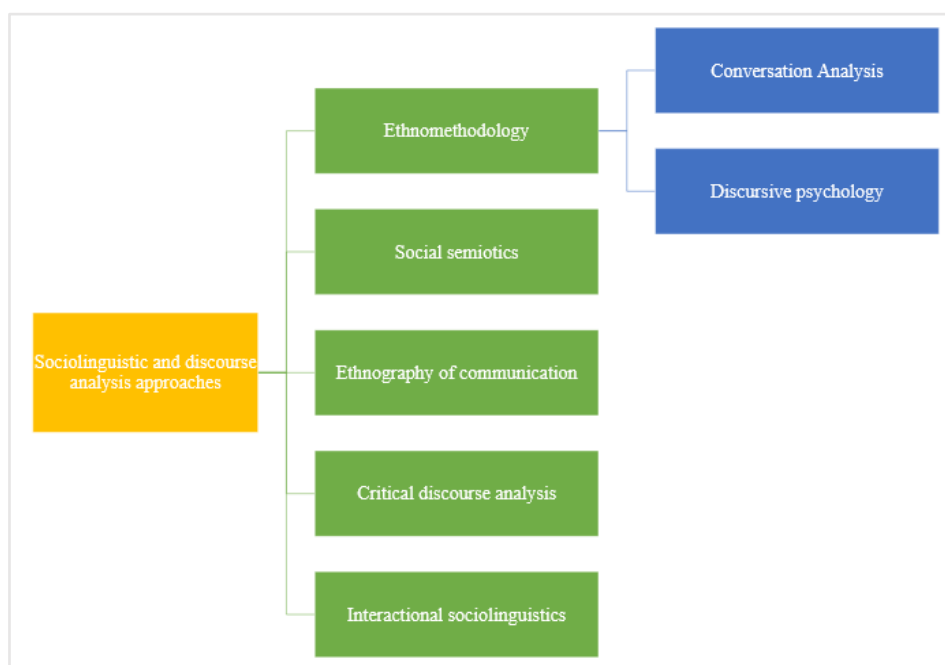 Conversation Analysis
Ethnomethodology
Discursive psychology
Social semiotics
Sociolinguistic and discourse
analysis approaches
Ethnography of communication
Critical discourse analysis
Interactional sociolinguistics